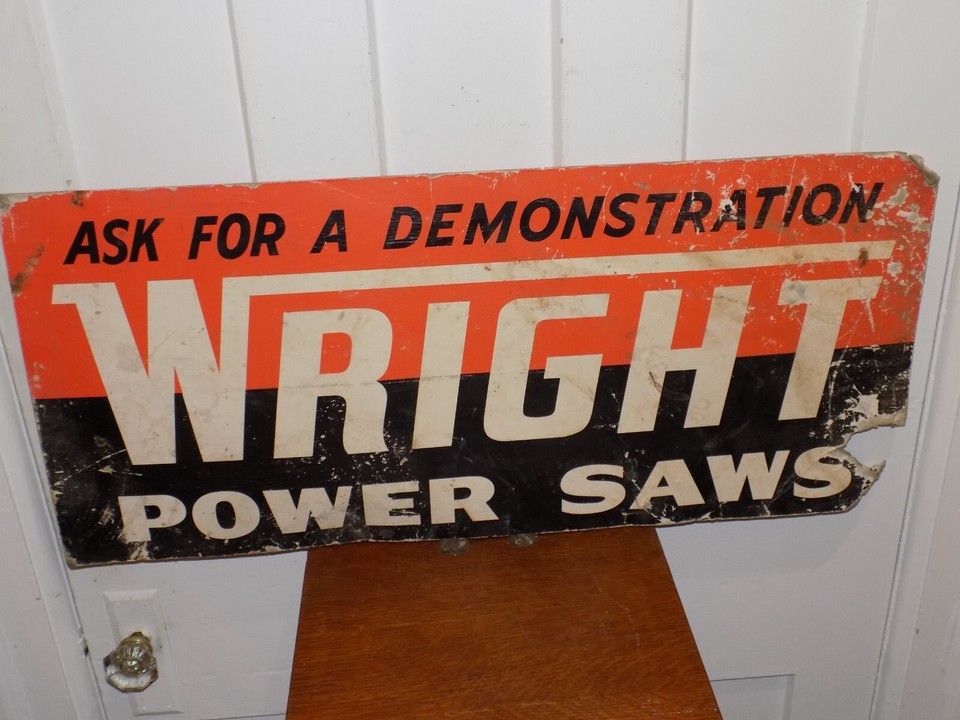 ASK FOR A DEMONSTRATION
WRIGHT
POWER SAWS